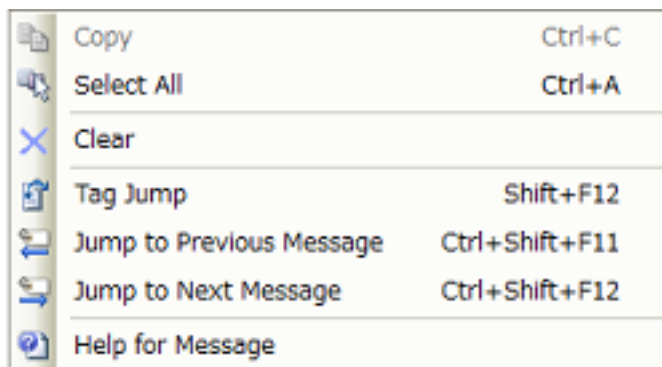 Copy Ctrl+C
Select All Ctrl+A
Clear
Tag Jump Shift+F12
Jump to Previous Message Ctrl+Shift+F11
Jump to Next Message Ctrl+Shift+F12
Help for Message